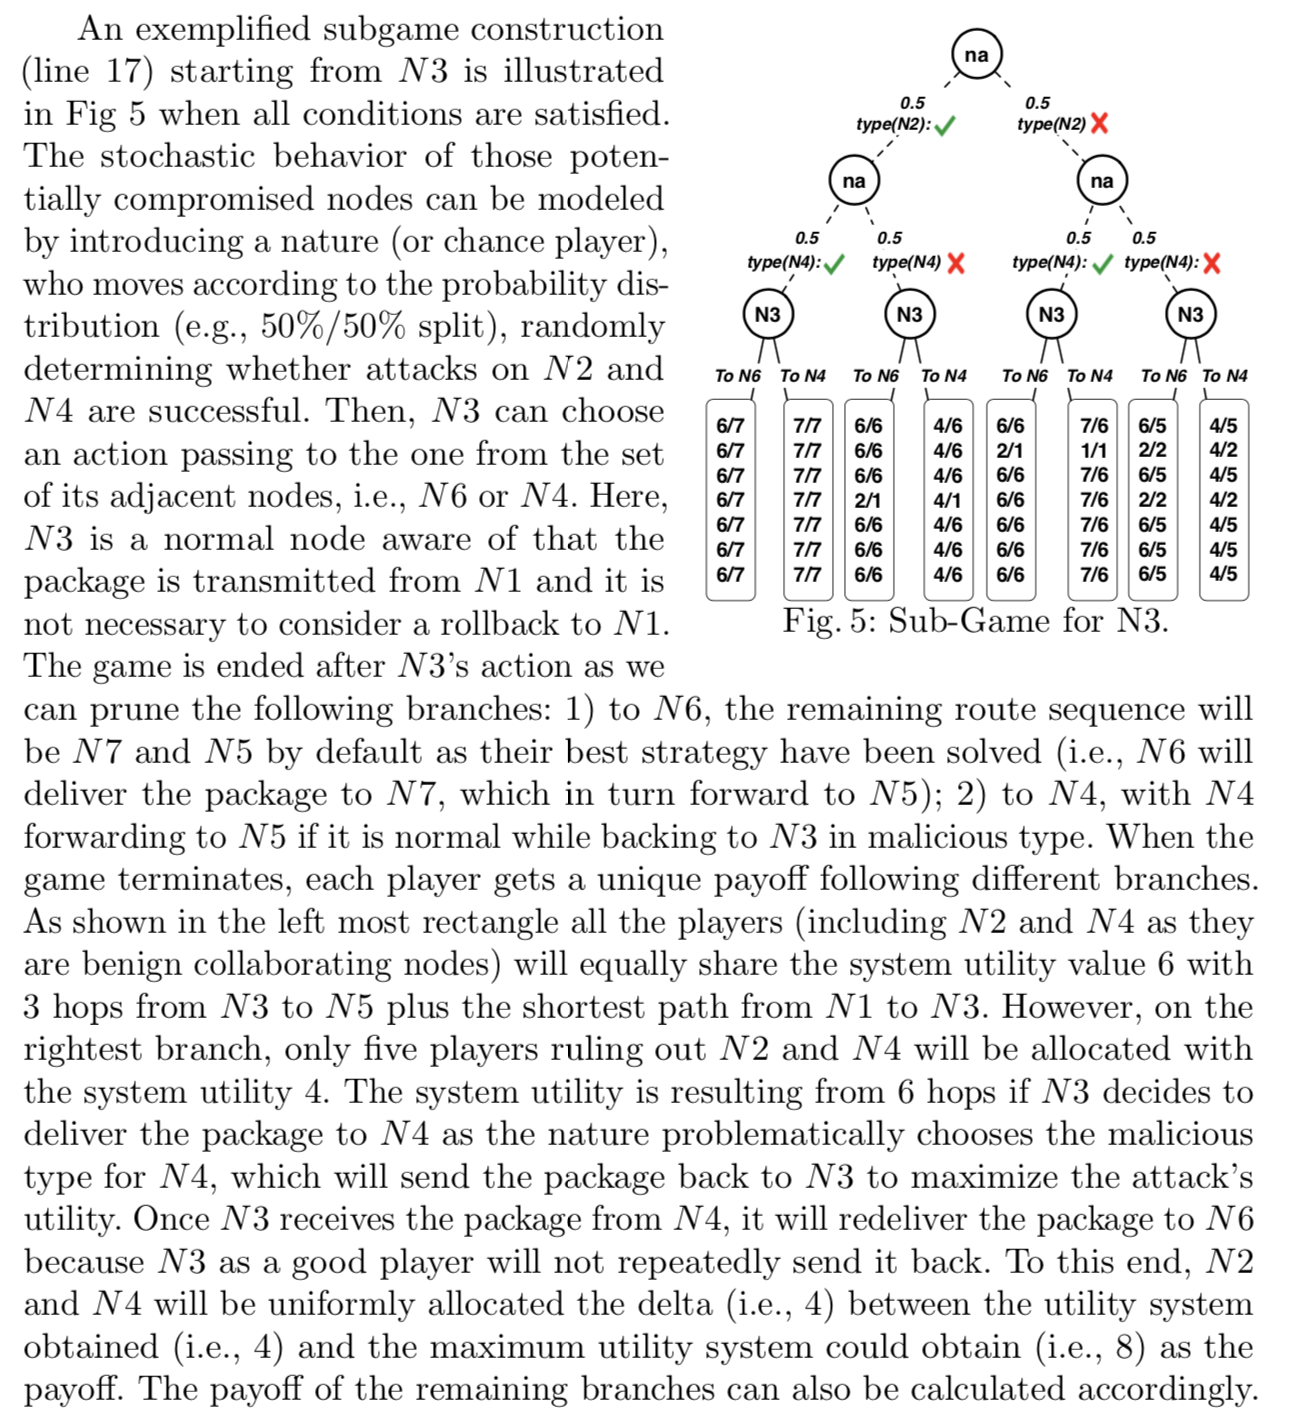 An exemplified subgame construction
(line 17) starting from N3 is illustrated
in Fig 5 when all conditions are satisfied.
The stochastic behavior of those poten-
tially compromised nodes can be modeled
by introducing a nature (or chance player),
who moves according to the probability dis-
tribution (e.g., 50%/50% split), randomly
determining whether attacks on N2 and
N4 are successful. Then, N3 can choose
an action passing to the one from the set
of its adjacent nodes, i.e., N6 or N4. Here,
N3 is a normal node aware of that the
package is transmitted from N1 and it is
not necessary to consider a rollback to N1.
The game is ended after N3's action as we
na
0.5 0.5
type(N2):✓ type(N2)✗
na na
0.5 0.5 0.5 0.5
type(N4):✓ type(N4)✗ type(N4):✓ type(N4):✗
N3 N3 N3 N3
To N6 To N4 To N6 To N4 To N6 To N4 To N6 To N4
6/7 7/7 6/6 4/6 6/6 7/6 6/5 4/5
6/7 7/7 6/6 4/6 2/1 1/1 2/2 4/2
6/7 7/7 6/6 4/6 6/6 7/6 6/5 4/5
6/7 7/7 2/1 4/1 6/6 7/6 2/2 4/2
6/7 7/7 6/6 4/6 6/6 7/6 6/5 4/5
6/7 7/7 6/6 4/6 6/6 7/6 6/5 4/5
6/7 7/7 6/6 4/6 6/6 7/6 6/5 4/5
Fig. 5: Sub-Game for N3.
can prune the following branches: 1) to N6, the remaining route sequence will
be N7 and N5 by default as their best strategy have been solved (i.e., N6 will
deliver the package to N7, which in turn forward to N5); 2) to N4, with N4
forwarding to N5 if it is normal while backing to N3 in malicious type. When the
game terminates, each player gets a unique payoff following different branches.
As shown in the left most rectangle all the players (including N2 and N4 as they
are benign collaborating nodes) will equally share the system utility value 6 with
3 hops from N3 to N5 plus the shortest path from N1 to N3. However, on the
rightest branch, only five players ruling out N2 and N4 will be allocated with
the system utility 4. The system utility is resulting from 6 hops if N3 decides to
deliver the package to N4 as the nature problematically chooses the malicious
type for N4, which will send the package back to N3 to maximize the attack's
utility. Once N3 receives the package from N4, it will redeliver the package to N6
because N3 as a good player will not repeatedly send it back. To this end, N2
and N4 will be uniformly allocated the delta (i.e., 4) between the utility system
obtained (i.e., 4) and the maximum utility system could obtain (i.e., 8) as the
payoff. The payoff of the remaining branches can also be calculated accordingly.